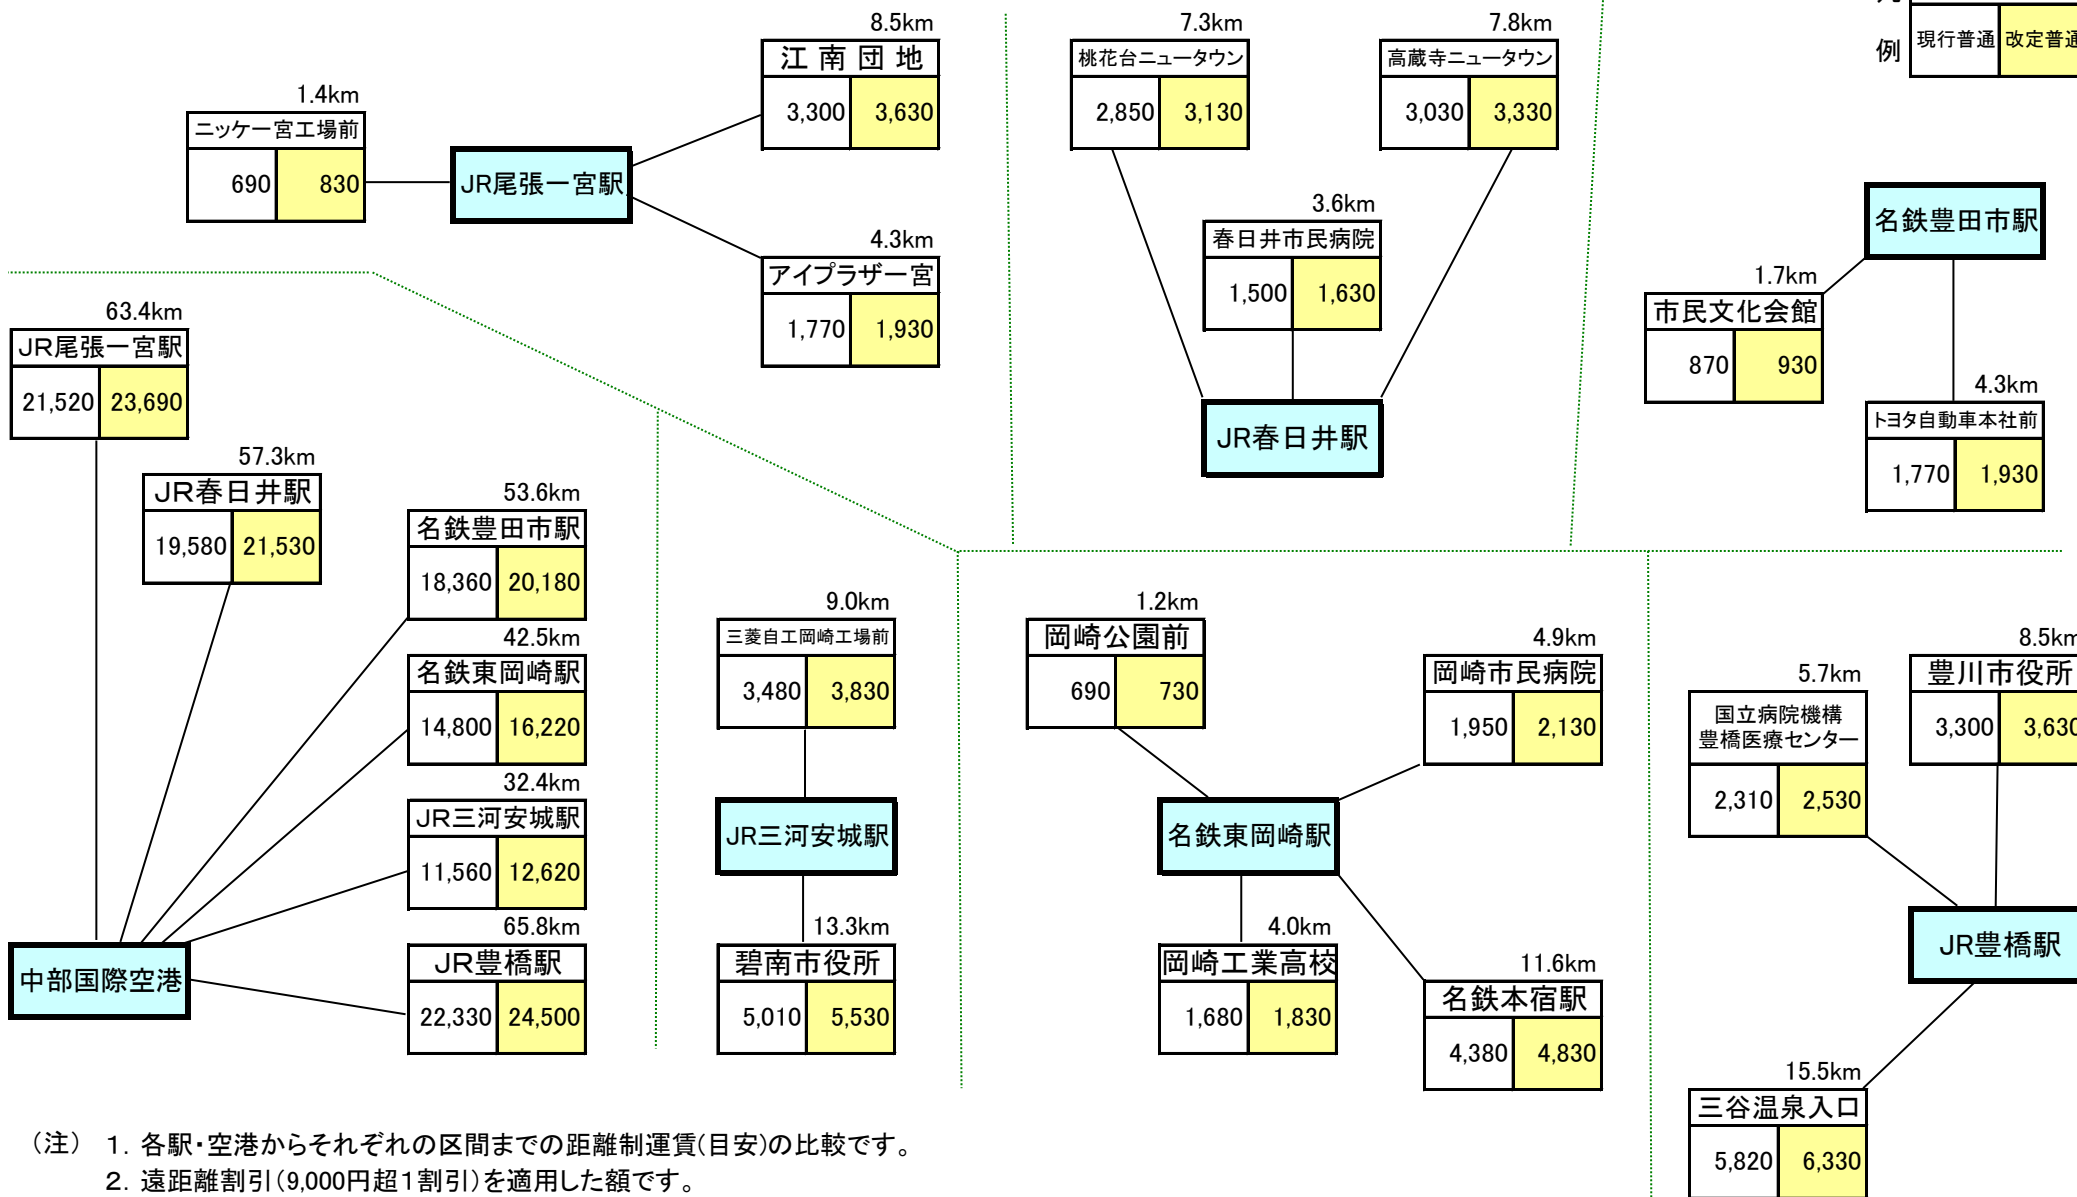 8.5km
江南団地
3,300 3,630
1.4km
ニッケ一宮工場前
690 830
JR尾張一宮駅
4.3km
アイプラザ一宮
1,770 1,930
7.3km
桃花台ニュータウン
2,850 3,130
7.8km
高蔵寺ニュータウン
3,030 3,330
3.6km
春日井市民病院
1,500 1,630
JR春日井駅
例
現行普通 改定普通
名鉄豊田市駅
1.7km
市民文化会館
870 930
4.3km
トヨタ自動車本社前
1,770 1,930
63.4km
JR尾張一宮駅
21,520 23,690
57.3km
JR春日井駅
19,580 21,530
53.6km
名鉄豊田市駅
18,360 20,180
42.5km
名鉄東岡崎駅
14,800 16,220
32.4km
JR三河安城駅
11,560 12,620
65.8km
JR豊橋駅
22,330 24,500
中部国際空港
9.0km
三菱自工岡崎工場前
3,480 3,830
JR三河安城駅
13.3km
碧南市役所
5,010 5,530
1.2km
岡崎公園前
690 730
4.9km
岡崎市民病院
1,950 2,130
名鉄東岡崎駅
4.0km
岡崎工業高校
1,680 1,830
11.6km
名鉄本宿駅
4,380 4,830
5.7km
国立病院機構
豊橋医療センター
2,310 2,530
8.5km
豊川市役所
3,300 3,630
JR豊橋駅
15.5km
三谷温泉入口
5,820 6,330
（注） 1. 各駅・空港からそれぞれの区間までの距離制運賃(目安)の比較です。
2. 遠距離割引(9,000円超1割引)を適用した額です。